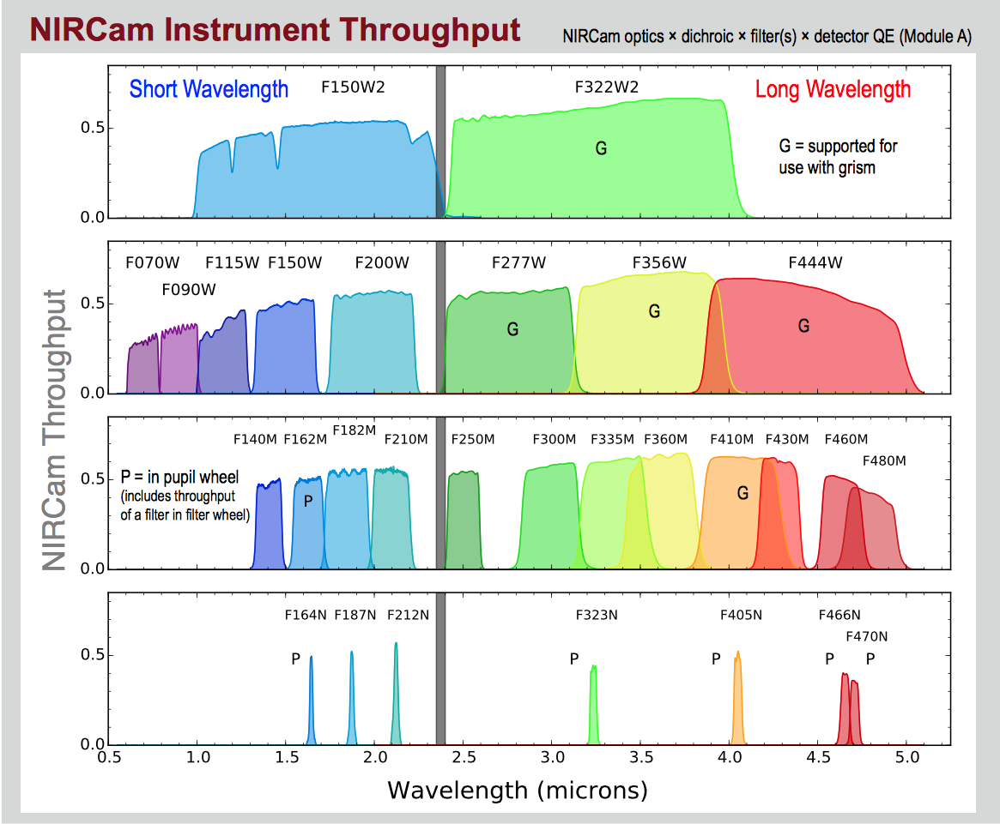 NIRCam Instrument Throughput
NIRCam optics × dichroic × filter(s) × detector QE (Module A)
NIRCam Throughput
Short Wavelength
F150W2
F322W2
Long Wavelength
0.5
G
G = supported for
use with grism
0.0
F070W
F115W
F150W
F200W
F277W
F356W
F444W
F090W
0.5
G
G
G
0.0
F182M
F140M
F162M
F210M
F250M
F300M
F335M
F360M
F410M
F430M
F460M
F480M
0.5
P = in pupil wheel
(includes throughput
of a filter in filter wheel)
P
G
0.0
F164N
F187N
F212N
F323N
F405N
F466N
F470N
0.5
P
P
P
P
P
0.0
0.5
1.0
1.5
2.0
2.5
3.0
3.5
4.0
4.5
5.0
Wavelength (microns)